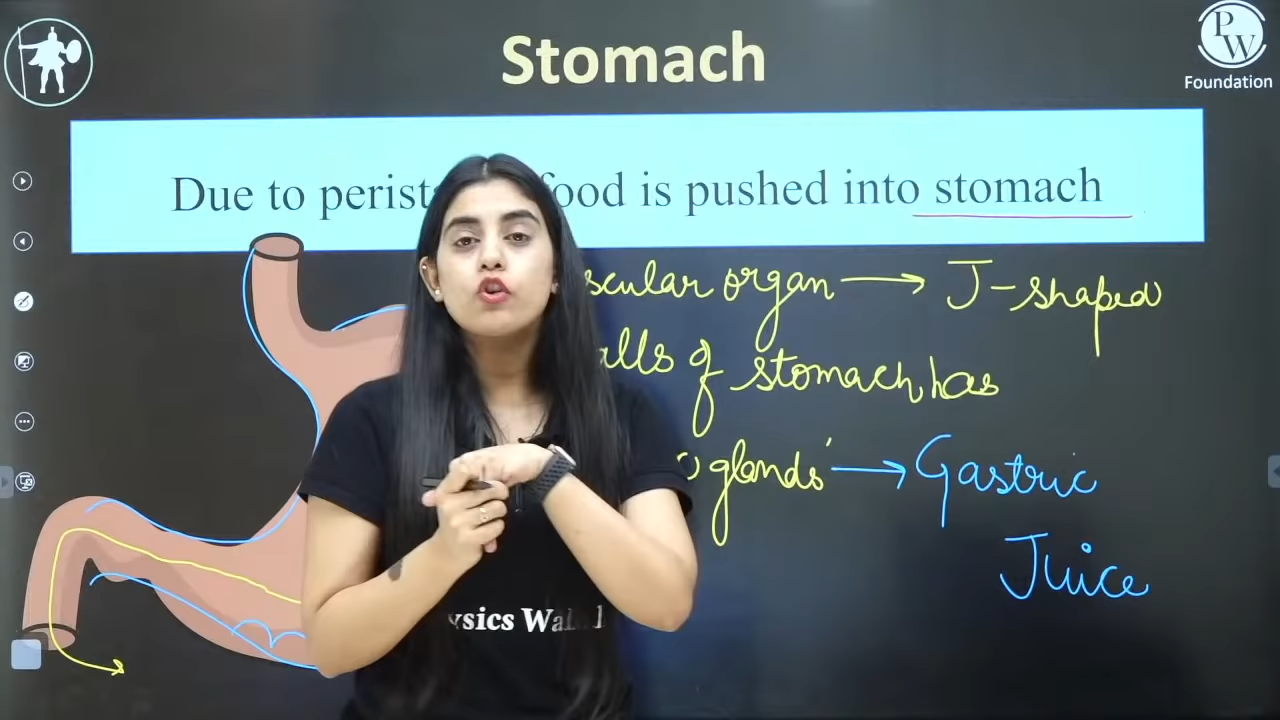 Stomach
PW
Foundation
Due to perist food is pushed into stomach
scular organ → J-shaped
alls of stomach has
glands' → Gastric
Juice
ysics Wal